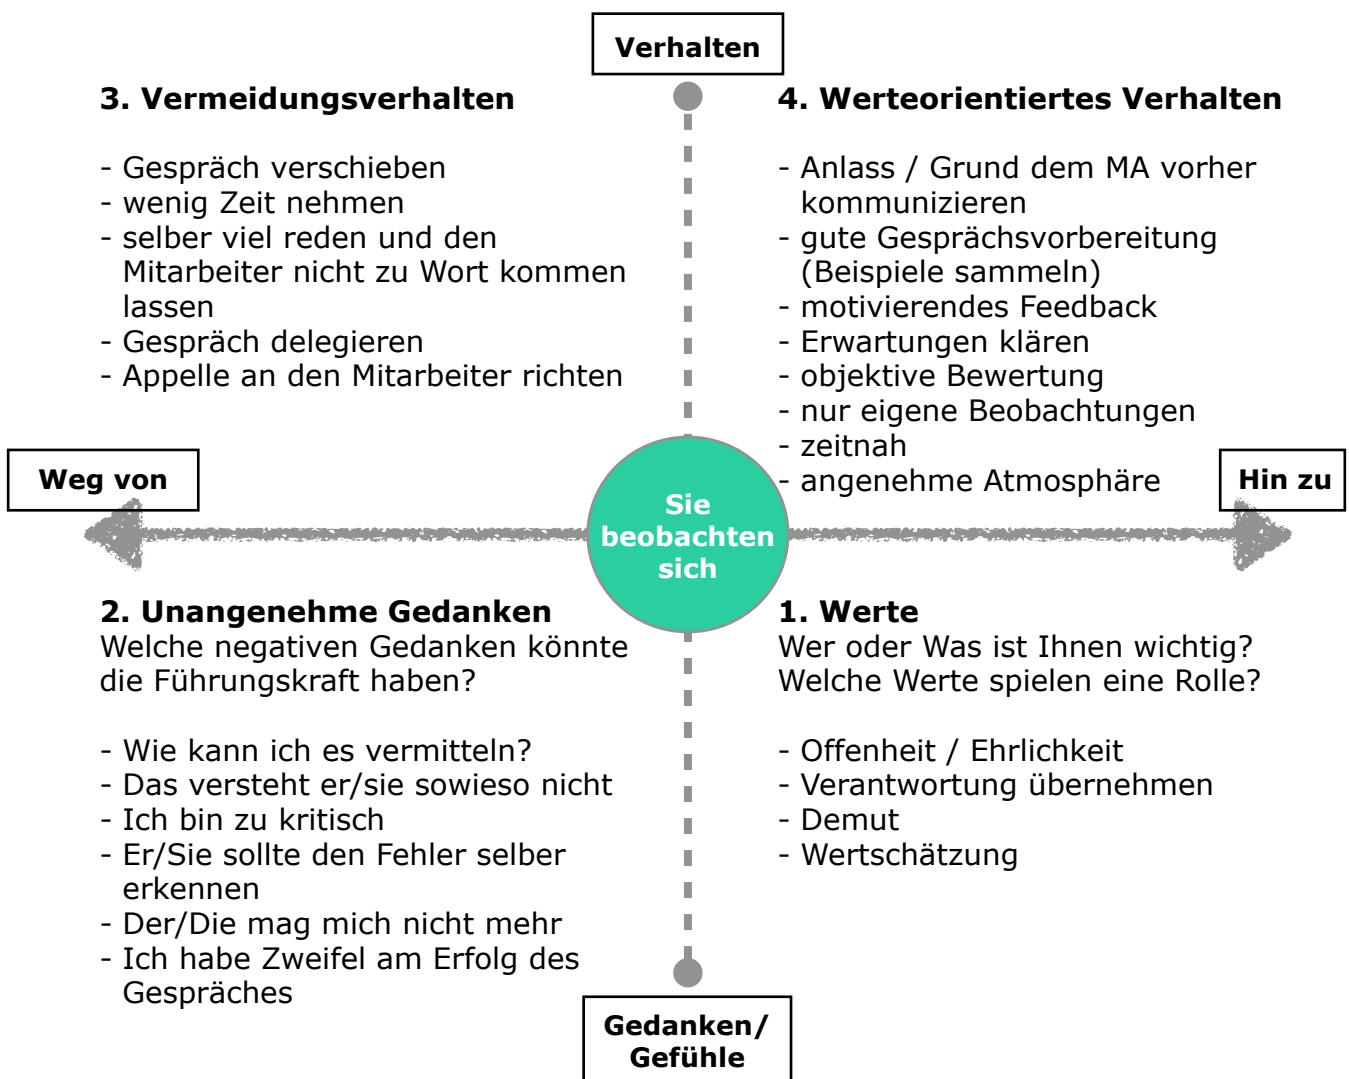 Verhalten
3. Vermeidungsverhalten
- Gespräch verschieben
- wenig Zeit nehmen
- selber viel reden und den
Mitarbeiter nicht zu Wort kommen
lassen
- Gespräch delegieren
- Appelle an den Mitarbeiter richten
4. Werteorientiertes Verhalten
- Anlass / Grund dem MA vorher
kommunizieren
- gute Gesprächsvorbereitung
(Beispiele sammeln)
- motivierendes Feedback
- Erwartungen klären
- objektive Bewertung
- nur eigene Beobachtungen
- zeitnah
- angenehme Atmosphäre
Weg von
Sie
beobachten
sich
Hin zu
2. Unangenehme Gedanken
Welche negativen Gedanken könnte
die Führungskraft haben?
- Wie kann ich es vermitteln?
- Das versteht er/sie sowieso nicht
- Ich bin zu kritisch
- Er/Sie sollte den Fehler selber
erkennen
- Der/Die mag mich nicht mehr
- Ich habe Zweifel am Erfolg des
Gespräches
1. Werte
Wer oder Was ist Ihnen wichtig?
Welche Werte spielen eine Rolle?
- Offenheit / Ehrlichkeit
- Verantwortung übernehmen
- Demut
- Wertschätzung
Gedanken/
Gefühle